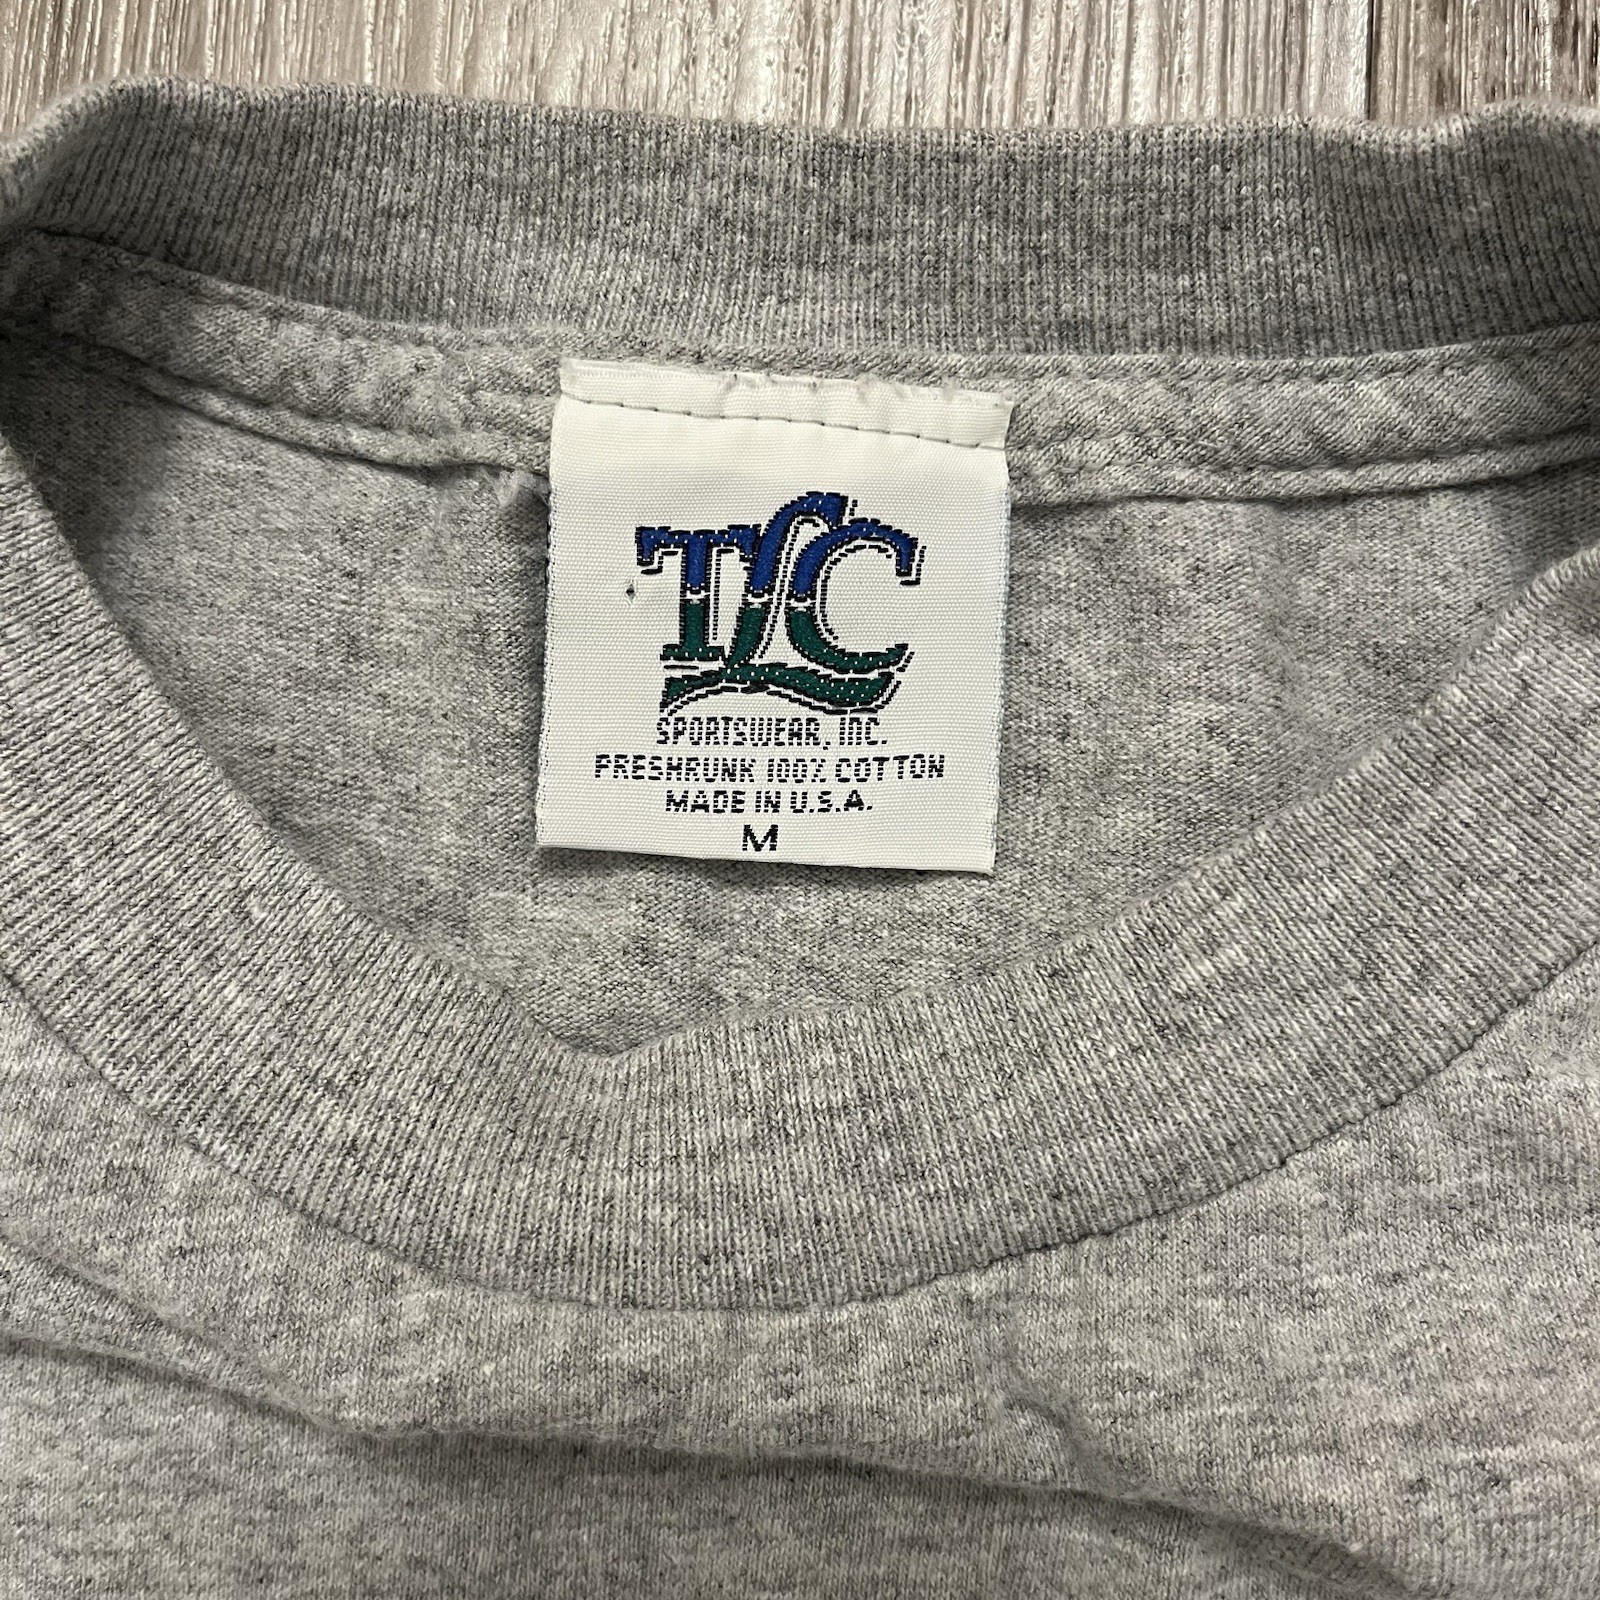 TLC
SPORTSWEAR, INC.
PRESHRUNK 100% COTTON
MADE IN U.S.A.
M